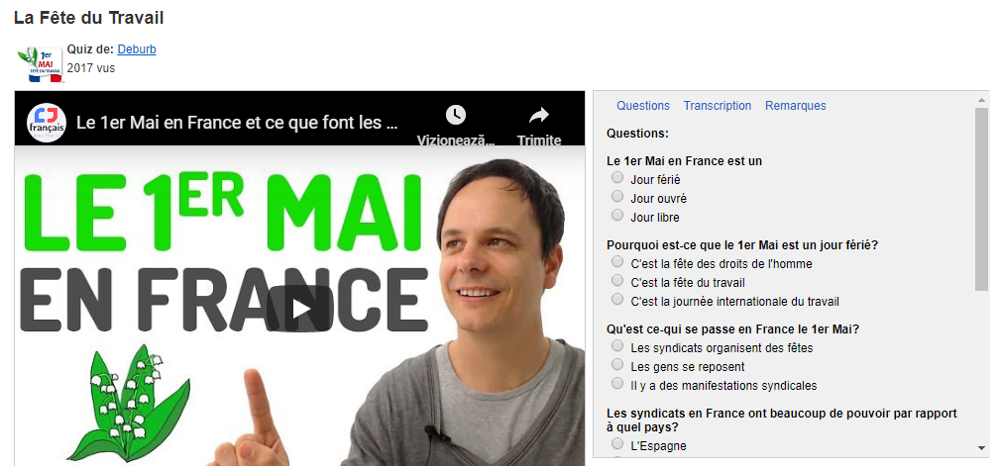 La Fête du Travail
1er
MAI
FÊTE DU TRAVAIL
Quiz de: Deburb
2017 vus
français
Le 1er Mai en France et ce que font les ...
Vizionează...
Trimite
LE 1ER MAI
EN FRANCE
Questions Transcription Remarques
Questions:
Le 1er Mai en France est un
Jour férié
Jour ouvré
Jour libre
Pourquoi est-ce que le 1er Mai est un jour férié?
C'est la fête des droits de l'homme
C'est la fête du travail
C'est la journée internationale du travail
Qu'est ce-qui se passe en France le 1er Mai?
Les syndicats organisent des fêtes
Les gens se reposent
Il y a des manifestations syndicales
Les syndicats en France ont beaucoup de pouvoir par rapport
à quel pays?
L'Espagne